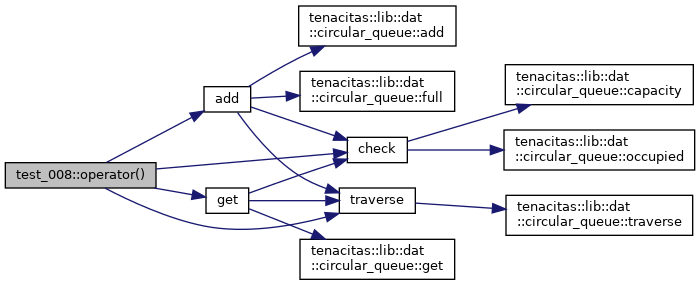 test_008::operator()
add
get
tenacitas::lib::dat
::circular_queue::add
tenacitas::lib::dat
::circular_queue::full
check
traverse
tenacitas::lib::dat
::circular_queue::get
tenacitas::lib::dat
::circular_queue::capacity
tenacitas::lib::dat
::circular_queue::occupied
tenacitas::lib::dat
::circular_queue::traverse